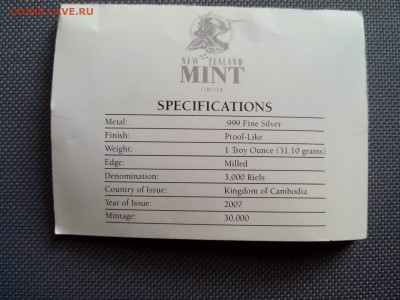 NEW ZEALAND
MINT
LIMITED
SPECIFICATIONS
Metal: .999 Fine Silver
Finish: Proof-Like
Weight: 1 Troy Ounce (31.10 grams)
Edge: Milled
Denomination: 3,000 Riels
Country of Issue: Kingdom of Cambodia
Year of Issue: 2007
Mintage: 30,000